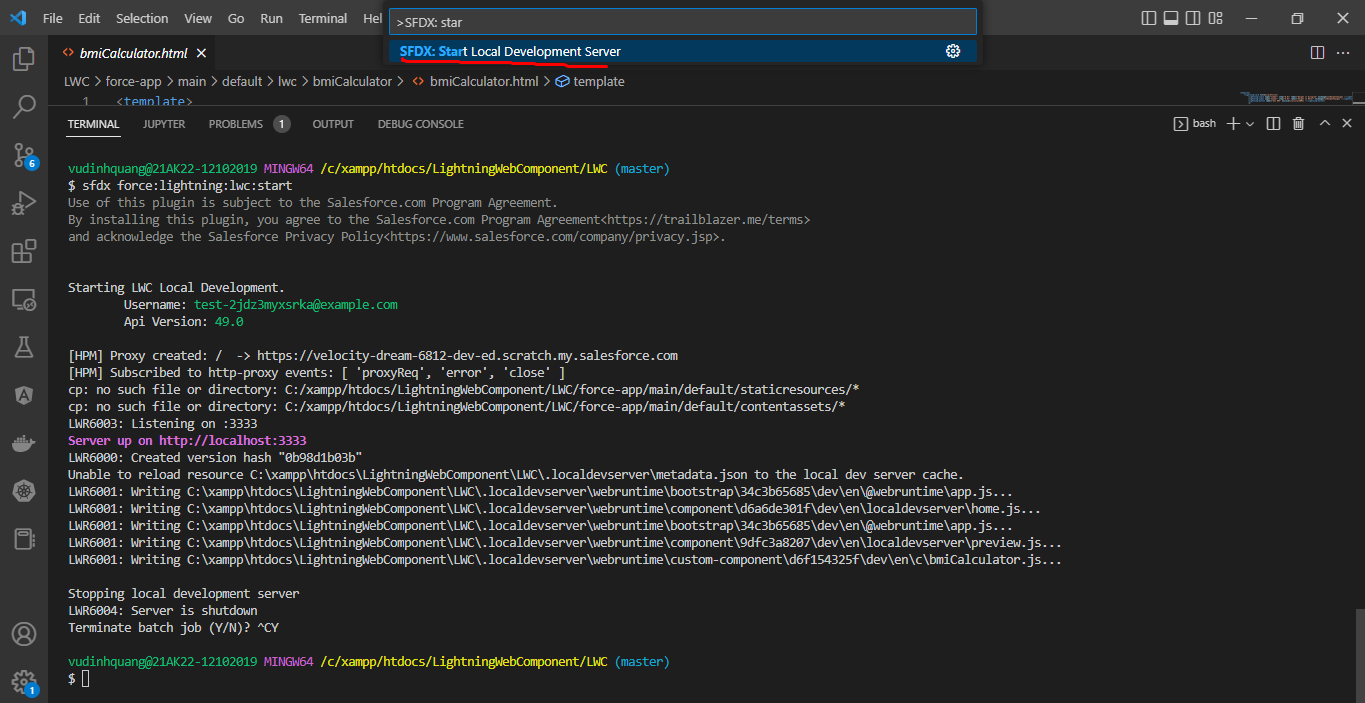 File Edit Selection View Go Run Terminal Hel
>SFDX: star
SFDX: Start Local Development Server
bmiCalculator.html
LWC > force-app > main > default > lwc > bmiCalculator > bmiCalculator.html > template
1 <template>
TERMINAL JUPYTER PROBLEMS 1 OUTPUT DEBUG CONSOLE
bash
6
vudinhquang@21AK22-12102019 MINGW64 /c/xampp/htdocs/LightningWebComponent/LWC (master)
$ sfdx force:lightning:lwc:start
Use of this plugin is subject to the Salesforce.com Program Agreement.
By installing this plugin, you agree to the Salesforce.com Program Agreement<https://trailblazer.me/terms>
and acknowledge the Salesforce Privacy Policy<https://www.salesforce.com/company/privacy.jsp>.
Starting LWC Local Development.
Username: test-2jdz3myxsrka@example.com
Api Version: 49.0
[HPM] Proxy created: /  -> https://velocity-dream-6812-dev-ed.scratch.my.salesforce.com
[HPM] Subscribed to http-proxy events: [ 'proxyReq', 'error', 'close' ]
cp: no such file or directory: C:/xampp/htdocs/LightningWebComponent/LWC/force-app/main/default/staticresources/*
cp: no such file or directory: C:/xampp/htdocs/LightningWebComponent/LWC/force-app/main/default/contentassets/*
LWR6003: Listening on :3333
Server up on http://localhost:3333
LWR6000: Created version hash "0b98d1b03b"
Unable to reload resource C:\xampp\htdocs\LightningWebComponent\LWC\.localdevserver\metadata.json to the local dev server cache.
LWR6001: Writing C:\xampp\htdocs\LightningWebComponent\LWC\.localdevserver\webruntime\bootstrap\34c3b65685\dev\en\@webruntime\app.js...
LWR6001: Writing C:\xampp\htdocs\LightningWebComponent\LWC\.localdevserver\webruntime\component\d6a6de301f\dev\en\localdevserver\home.js...
LWR6001: Writing C:\xampp\htdocs\LightningWebComponent\LWC\.localdevserver\webruntime\bootstrap\34c3b65685\dev\en\@webruntime\app.js...
LWR6001: Writing C:\xampp\htdocs\LightningWebComponent\LWC\.localdevserver\webruntime\component\9dfc3a8207\dev\en\localdevserver\preview.js...
LWR6001: Writing C:\xampp\htdocs\LightningWebComponent\LWC\.localdevserver\webruntime\custom-component\d6f154325f\dev\en\c\bmiCalculator.js...
Stopping local development server
LWR6004: Server is shutdown
Terminate batch job (Y/N)? ^CY
vudinhquang@21AK22-12102019 MINGW64 /c/xampp/htdocs/LightningWebComponent/LWC (master)
$
1